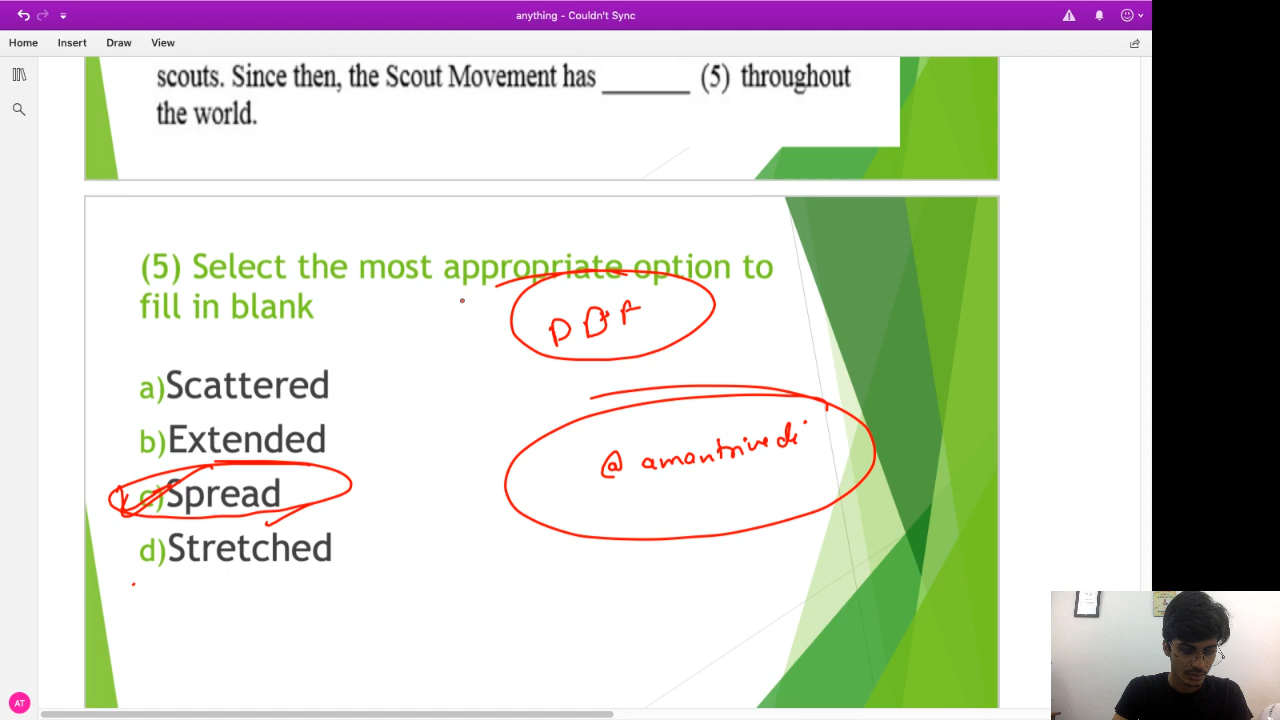 anything - Couldn't Sync
Home Insert Draw View
scouts. Since then, the Scout Movement has _______ (5) throughout
the world.
(5) Select the most appropriate option to
fill in blank
PDF
a)Scattered
b)Extended
@ amantrivedi
c)Spread
d)Stretched
AT